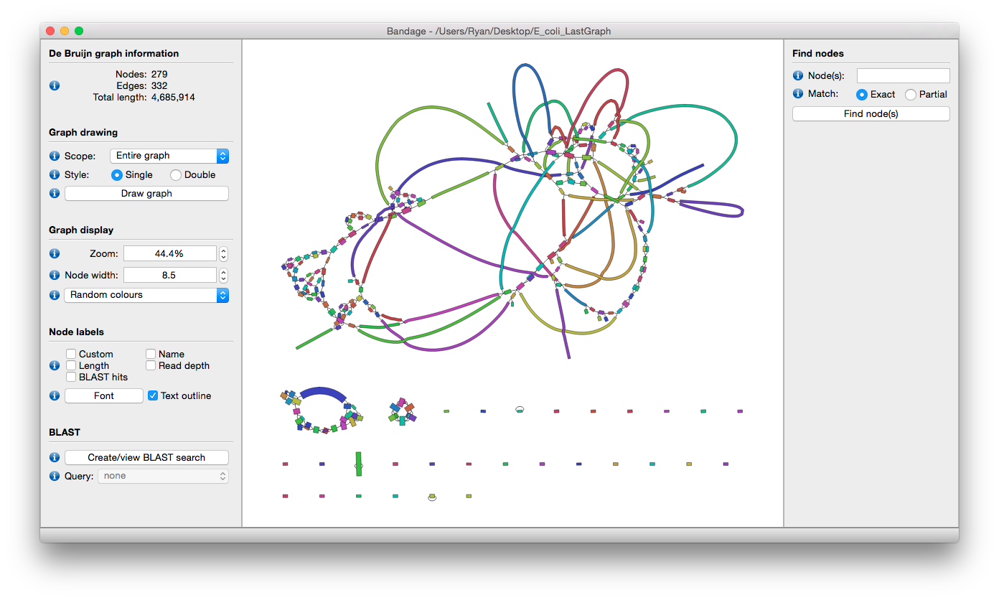 Bandage - /Users/Ryan/Desktop/E_coli_LastGraph
De Bruijn graph information
Nodes: 279
Edges: 332
Total length: 4,685,914
Graph drawing
Scope: Entire graph
Style: Single Double
Draw graph
Graph display
Zoom: 44.4%
Node width: 8.5
Random colours
Node labels
Custom Name
Length Read depth
BLAST hits
Font Text outline
BLAST
Create/view BLAST search
Query: none
Find nodes
Node(s):
Match: Exact Partial
Find node(s)